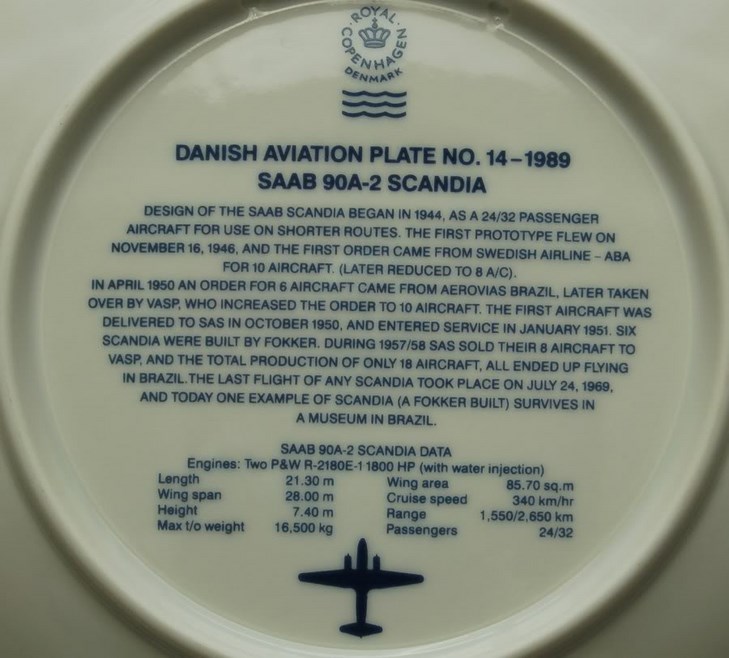 ROYAL
COPENHAGEN
DENMARK
DANISH AVIATION PLATE NO. 14–1989
SAAB 90A-2 SCANDIA
DESIGN OF THE SAAB SCANDIA BEGAN IN 1944, AS A 24/32 PASSENGER
AIRCRAFT FOR USE ON SHORTER ROUTES. THE FIRST PROTOTYPE FLEW ON
NOVEMBER 16, 1946, AND THE FIRST ORDER CAME FROM SWEDISH AIRLINE – ABA
FOR 10 AIRCRAFT. (LATER REDUCED TO 8 A/C).
IN APRIL 1950 AN ORDER FOR 6 AIRCRAFT CAME FROM AEROVIAS BRAZIL, LATER TAKEN
OVER BY VASP, WHO INCREASED THE ORDER TO 10 AIRCRAFT. THE FIRST AIRCRAFT WAS
DELIVERED TO SAS IN OCTOBER 1950, AND ENTERED SERVICE IN JANUARY 1951. SIX
SCANDIA WERE BUILT BY FOKKER. DURING 1957/58 SAS SOLD THEIR 8 AIRCRAFT TO
VASP, AND THE TOTAL PRODUCTION OF ONLY 18 AIRCRAFT, ALL ENDED UP FLYING
IN BRAZIL. THE LAST FLIGHT OF ANY SCANDIA TOOK PLACE ON JULY 24, 1969,
AND TODAY ONE EXAMPLE OF SCANDIA (A FOKKER BUILT) SURVIVES IN
A MUSEUM IN BRAZIL.
SAAB 90A-2 SCANDIA DATA
Engines: Two P&W R-2180E-1 1800 HP (with water injection)
Length 21.30 m Wing area 85.70 sq.m
Wing span 28.00 m Cruise speed 340 km/hr
Height 7.40 m Range 1,550/2,650 km
Max t/o weight 16,500 kg Passengers 24/32